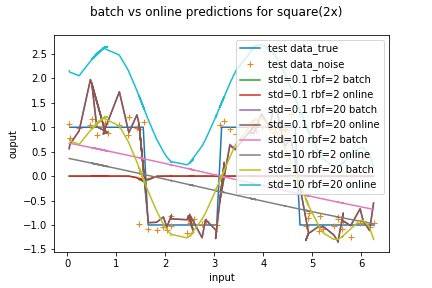 batch vs online predictions for square(2x)
test data_true
test data_noise
std=0.1 rbf=2 batch
std=0.1 rbf=2 online
std=0.1 rbf=20 batch
std=0.1 rbf=20 online
std=10 rbf=2 batch
std=10 rbf=2 online
std=10 rbf=20 batch
std=10 rbf=20 online
ouput
2.5
2.0
1.5
1.0
0.5
0.0
−0.5
−1.0
−1.5
0 1 2 3 4 5 6
input